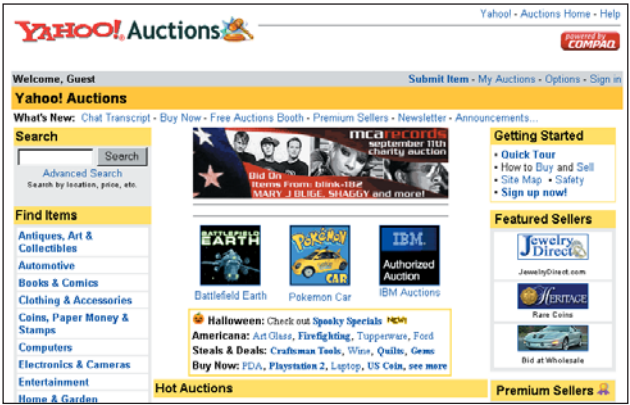 Yahoo! - Auctions Home - Help
YAHOO! Auctions
powered by
COMPAQ
Welcome, Guest
Submit Item - My Auctions - Options - Sign in
Yahoo! Auctions
What's New: Chat Transcript - Buy Now - Free Auctions Booth - Premium Sellers - Newsletter - Announcements...
Search
Search
Advanced Search
Search by location, price, etc.
Find Items
Antiques, Art &
Collectibles
Automotive
Books & Comics
Clothing & Accessories
Coins, Paper Money &
Stamps
Computers
Electronics & Cameras
Entertainment
Home & Garden
mcarecords
september 11th
charity auction
Bid On
Items From: blink-182
MARY J BLIGE, SHAGGY and more!
BATTLEFIELD
EARTH
Battlefield Earth
POKéMON
CAR
Pokemon Car
IBM.
Authorized
Auction
IBM Auctions
Halloween: Check out Spooky Specials NEW!
Americana: Art Glass, Firefighting, Tupperware, Ford
Steals & Deals: Craftsman Tools, Wine, Quilts, Gems
Buy Now: PDA, Playstation 2, Laptop, US Coin, see more
Hot Auctions
Getting Started
• Quick Tour
• How to Buy and Sell
• Site Map • Safety
• Sign up now!
Featured Sellers
Jewelry
Direct
JewelryDirect.com
HERITAGE
Rare Coins
Bid at Wholesale
Premium Sellers